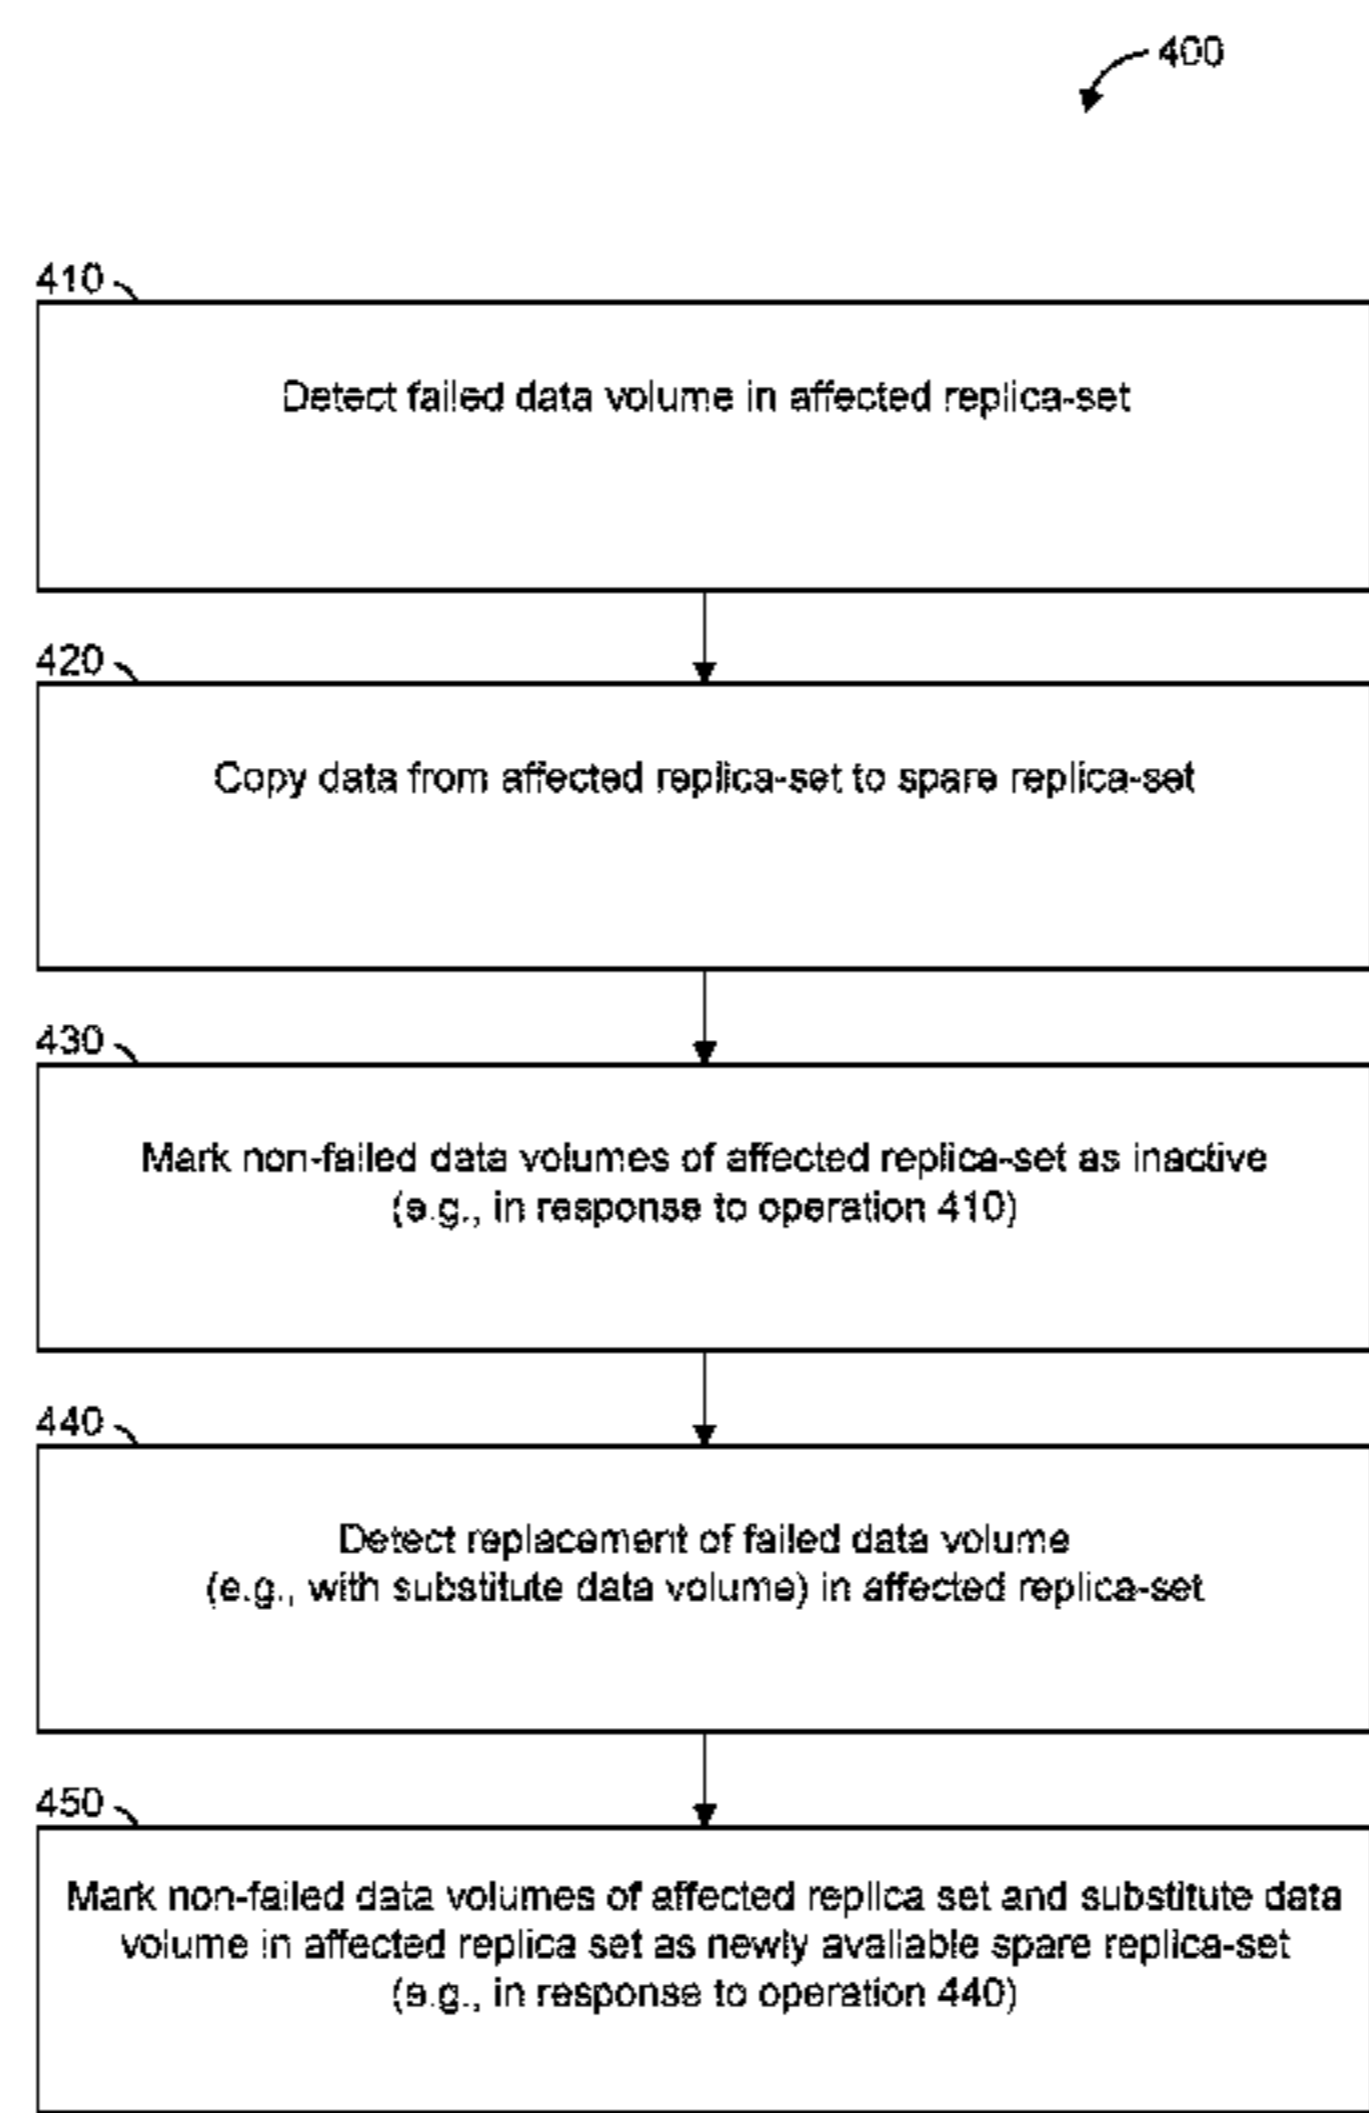 400
410
Detect failed data volume in affected replica-set
420
Copy data from affected replica-set to spare replica-set
430
Mark non-failed data volumes of affected replica-set as inactive
(e.g., in response to operation 410)
440
Detect replacement of failed data volume
(e.g., with substitute data volume) in affected replica-set
450
Mark non-failed data volumes of affected replica set and substitute data
volume in affected replica set as newly available spare replica-set
(e.g., in response to operation 440)